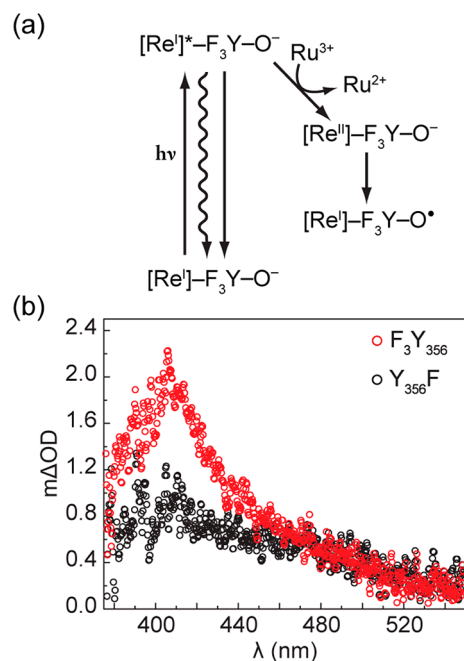 (a)
[Reᴵ]*–F₃Y–O⁻
Ru³⁺
Ru²⁺
hν
[Reᴵᴵ]–F₃Y–O⁻
[Reᴵ]–F₃Y–O•
[Reᴵ]–F₃Y–O⁻
(b)
2.4
F₃Y₃₅₆
2.0
Y₃₅₆F
1.6
mΔOD
1.2
0.8
0.4
0.0
400 440 480 520
λ (nm)